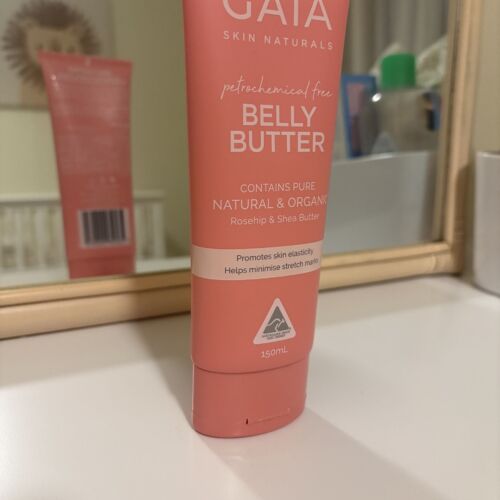 GAIA
SKIN NATURALS
petrochemical free
BELLY
BUTTER
CONTAINS PURE
NATURAL & ORGANIC
Rosehip & Shea Butter
Promotes skin elasticity
Helps minimise stretch marks
150mL